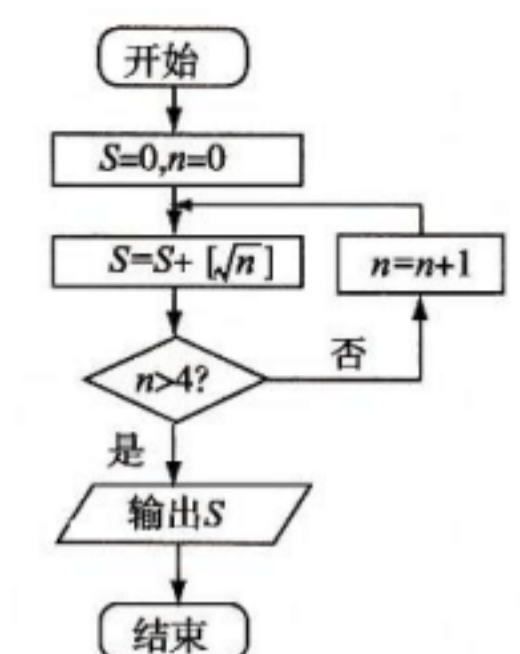 开始
S=0,n=0
S=S+ [√n]
n=n+1
n>4?
否
是
输出S
结束